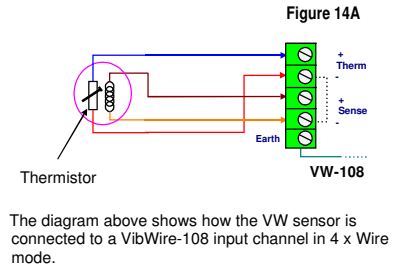 Figure 14A
+
Therm
-
+
Sense
-
Earth
VW-108
Thermistor
The diagram above shows how the VW sensor is
connected to a VibWire-108 input channel in 4 x Wire
mode.